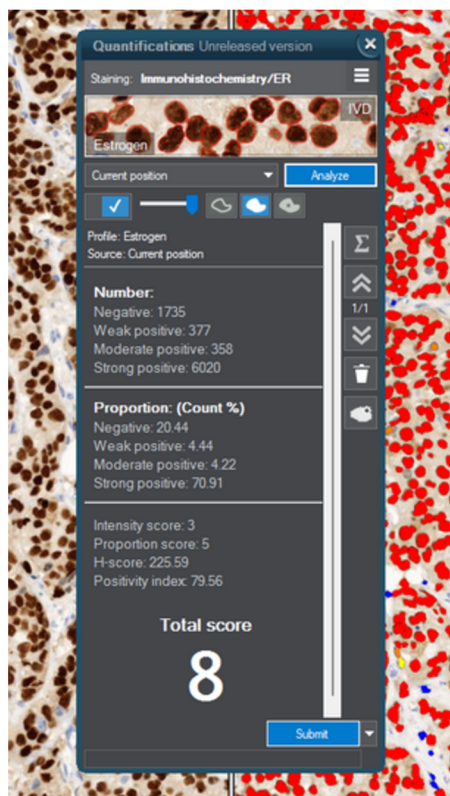 Quantifications Unreleased version
Staining: Immunohistochemistry/ER
IVD
Estrogen
Current position
Analyze
Profile: Estrogen
Source: Current position
Σ
1/1
Number:
Negative: 1735
Weak positive: 377
Moderate positive: 358
Strong positive: 6020
Proportion: (Count %)
Negative: 20.44
Weak positive: 4.44
Moderate positive: 4.22
Strong positive: 70.91
Intensity score: 3
Proportion score: 5
H-score: 225.59
Positivity index: 79.56
Total score
8
Submit